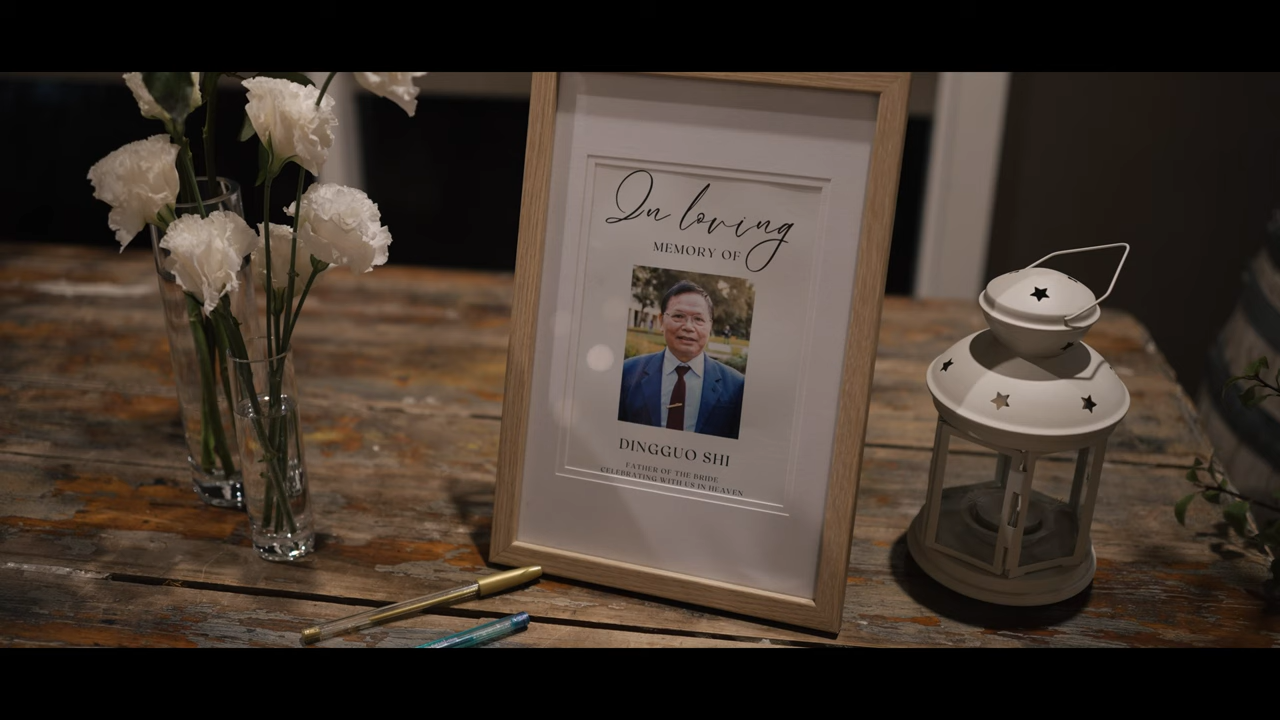 In loving
MEMORY OF
DINGGUO SHI
FATHER OF THE BRIDE
CELEBRATING WITH US IN HEAVEN